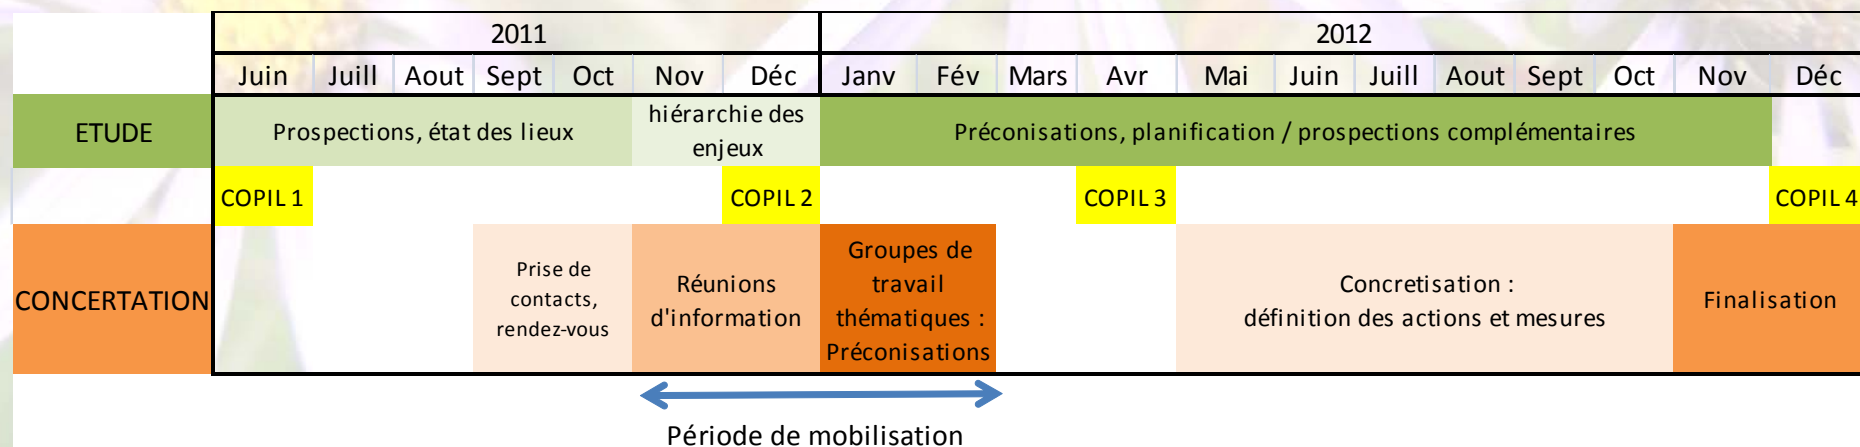 2011 2012
Juin Juill Aout Sept Oct Nov Déc Janv Fév Mars Avr Mai Juin Juill Aout Sept Oct Nov Déc
ETUDE
Prospections, état des lieux
hiérarchie des
enjeux
Préconisations, planification / prospections complémentaires
COPIL 1 COPIL 2 COPIL 3 COPIL 4
CONCERTATION
Prise de
contacts,
rendez-vous
Réunions
d'information
Groupes de
travail
thématiques :
Préconisations
Concretisation :
définition des actions et mesures
Finalisation
Période de mobilisation